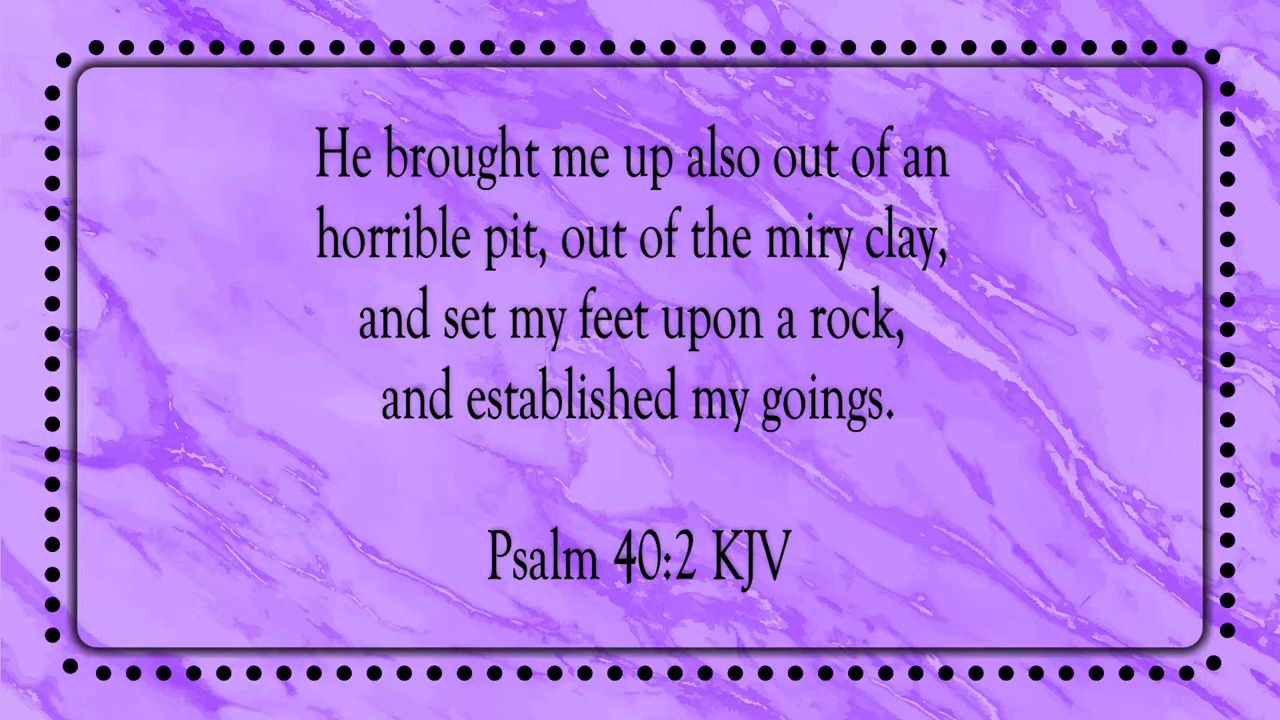 He brought me up also out of an
horrible pit, out of the miry clay,
and set my feet upon a rock,
and established my goings.
Psalm 40:2 KJV